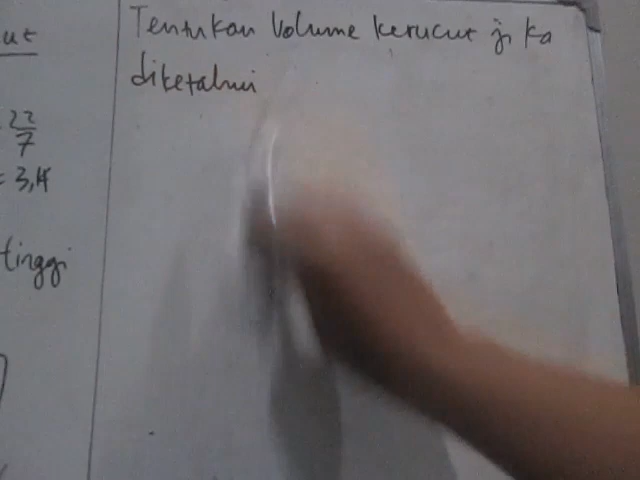 ut
22
7
= 3,14
tinggi
Tentukan Volume kerucut jika
diketahui